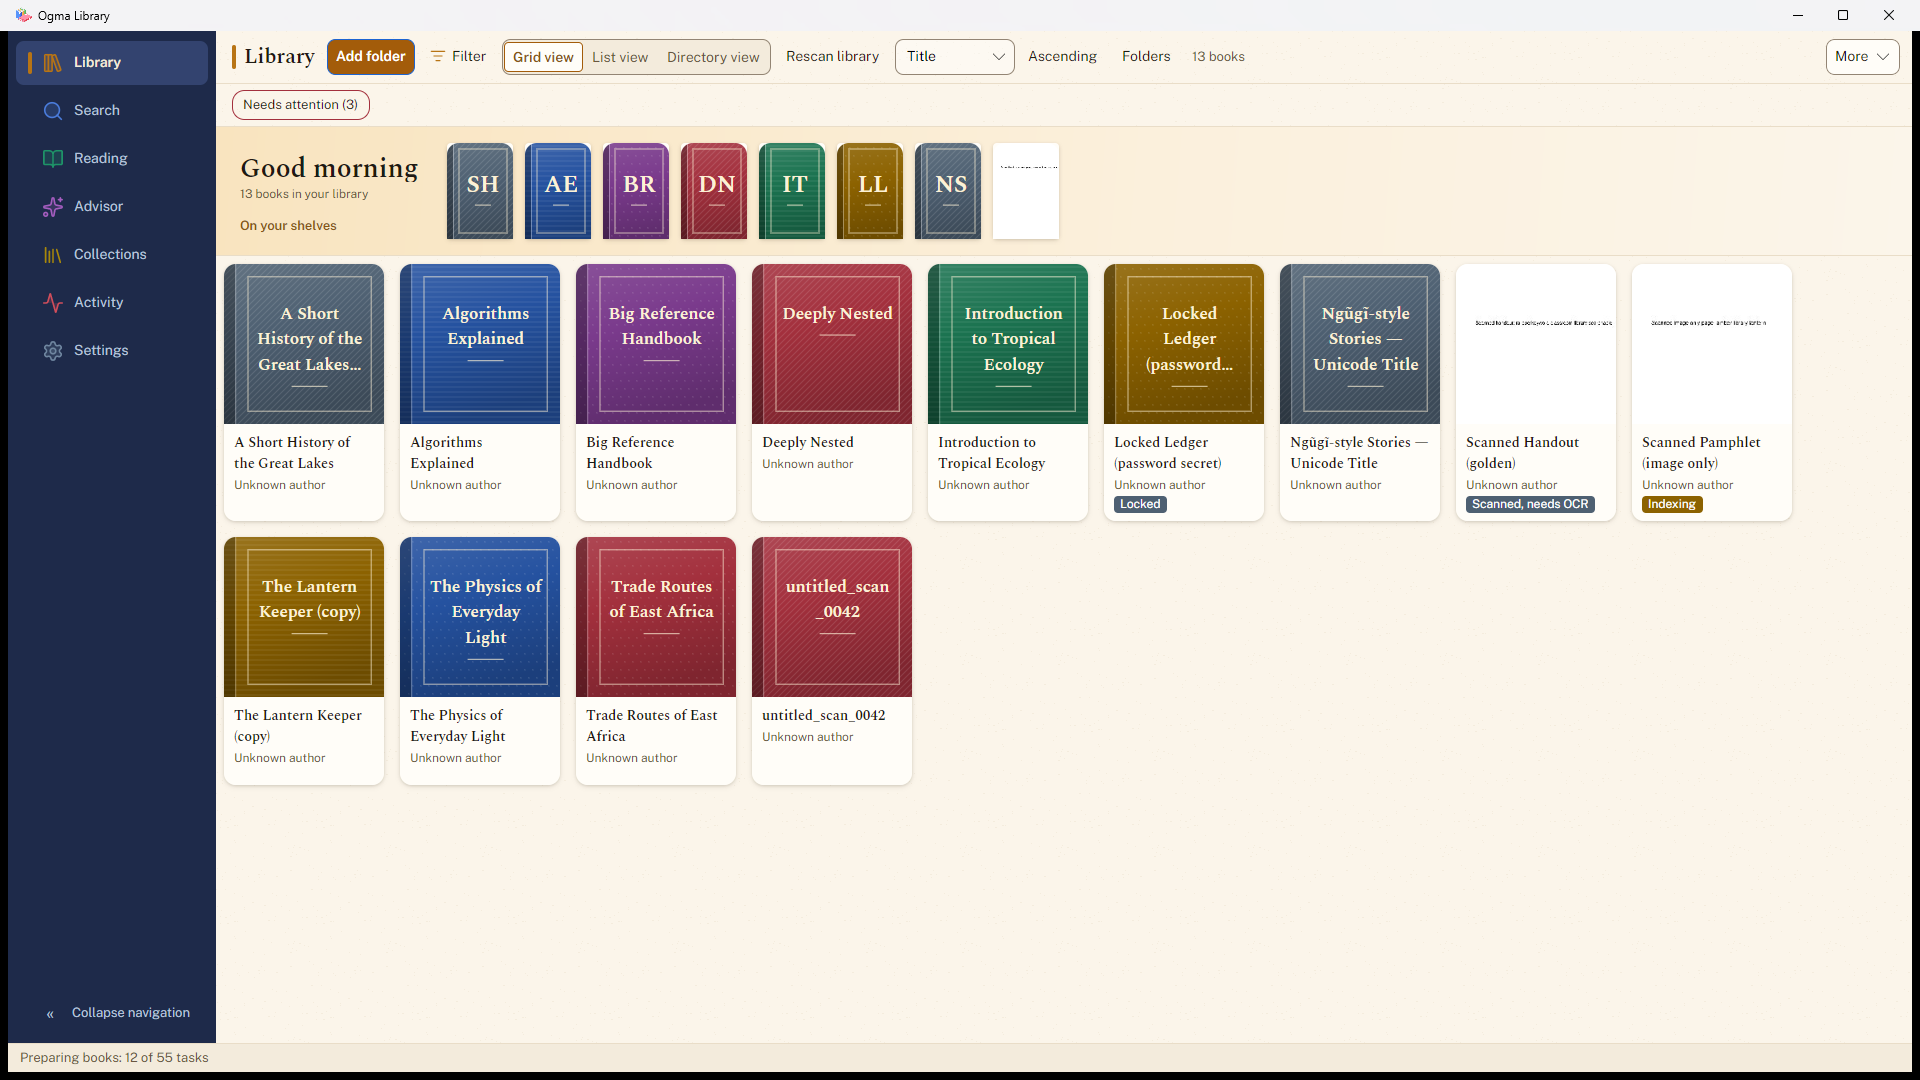 Ogma Library
Library
Search
Reading
Advisor
Collections
Activity
Settings
« Collapse navigation
Library
Add folder
Filter
Grid view
List view
Directory view
Rescan library
Title
Ascending
Folders
13 books
More
Needs attention (3)
Good morning
13 books in your library
On your shelves
SH
AE
BR
DN
IT
LL
NS
A Short
History of the
Great Lakes...
A Short History of
the Great Lakes
Unknown author
Algorithms
Explained
Algorithms
Explained
Unknown author
Big Reference
Handbook
Big Reference
Handbook
Unknown author
Deeply Nested
Deeply Nested
Unknown author
Introduction
to Tropical
Ecology
Introduction to
Tropical Ecology
Unknown author
Locked
Ledger
(password...
Locked Ledger
(password secret)
Unknown author
Locked
Ngũgĩ-style
Stories —
Unicode Title
Ngũgĩ-style Stories —
Unicode Title
Unknown author
Scanned Handout
(golden)
Unknown author
Scanned, needs OCR
Scanned image only page
Scanned Pamphlet
(image only)
Unknown author
Indexing
The Lantern
Keeper (copy)
The Lantern Keeper
(copy)
Unknown author
The Physics of
Everyday
Light
The Physics of
Everyday Light
Unknown author
Trade Routes
of East Africa
Trade Routes of East
Africa
Unknown author
untitled_scan
_0042
untitled_scan_0042
Unknown author
Preparing books: 12 of 55 tasks